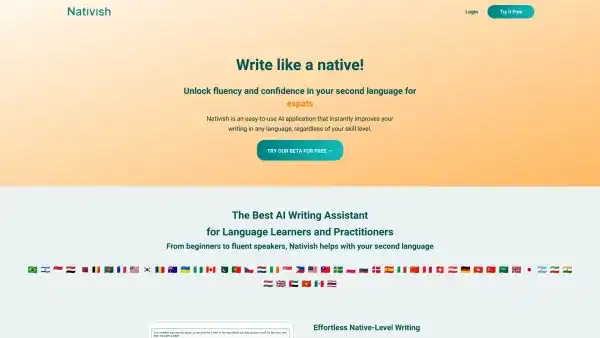 Nativish
Login
Try it Free
Write like a native!
Unlock fluency and confidence in your second language for
expats
Nativish is an easy-to-use AI application that instantly improves your
writing in any language, regardless of your skill level.
TRY OUR BETA FOR FREE →
The Best AI Writing Assistant
for Language Learners and Practitioners
From beginners to fluent speakers, Nativish helps with your second language
Effortless Native-Level Writing